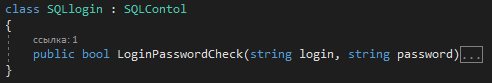 class SQLlogin : SQLContol
{
ссылка: 1
public bool LoginPasswordCheck(string login, string password)...
}